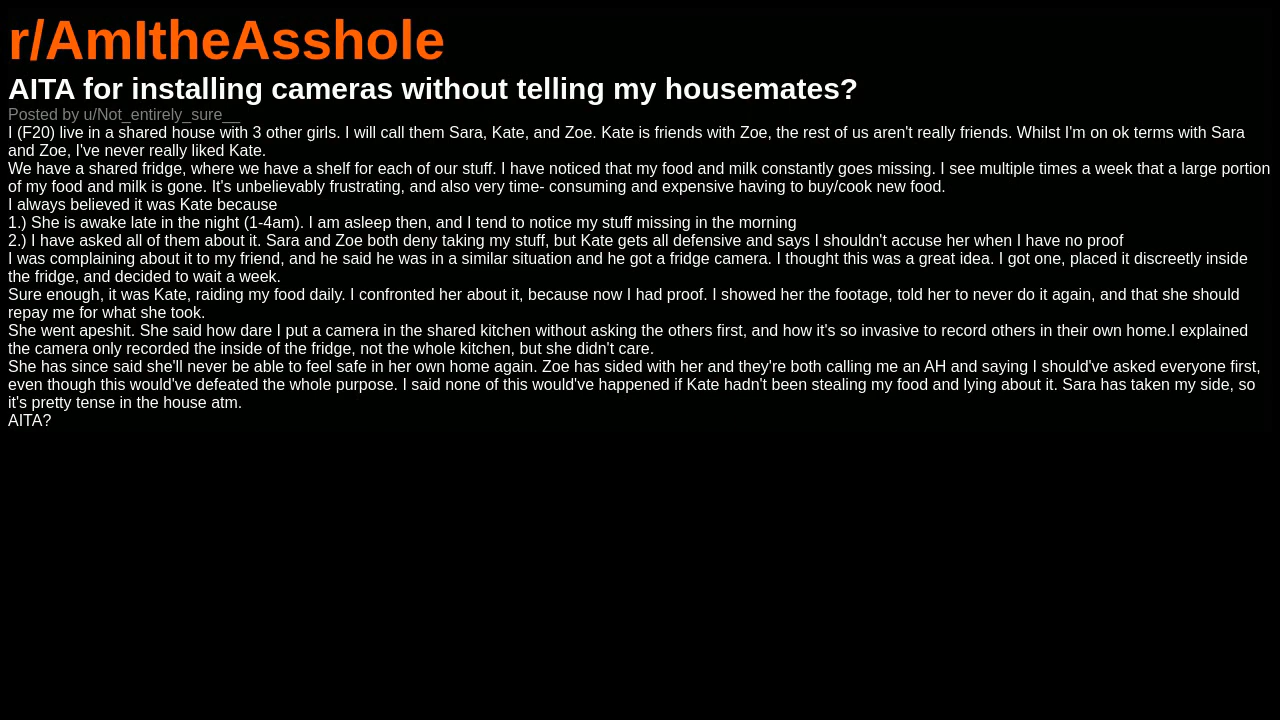 r/AmItheAsshole
AITA for installing cameras without telling my housemates?
Posted by u/Not_entirely_sure__
I (F20) live in a shared house with 3 other girls. I will call them Sara, Kate, and Zoe. Kate is friends with Zoe, the rest of us aren't really friends. Whilst I'm on ok terms with Sara
and Zoe, I've never really liked Kate.
We have a shared fridge, where we have a shelf for each of our stuff. I have noticed that my food and milk constantly goes missing. I see multiple times a week that a large portion
of my food and milk is gone. It's unbelievably frustrating, and also very time- consuming and expensive having to buy/cook new food.
I always believed it was Kate because
1.) She is awake late in the night (1-4am). I am asleep then, and I tend to notice my stuff missing in the morning
2.) I have asked all of them about it. Sara and Zoe both deny taking my stuff, but Kate gets all defensive and says I shouldn't accuse her when I have no proof
I was complaining about it to my friend, and he said he was in a similar situation and he got a fridge camera. I thought this was a great idea. I got one, placed it discreetly inside
the fridge, and decided to wait a week.
Sure enough, it was Kate, raiding my food daily. I confronted her about it, because now I had proof. I showed her the footage, told her to never do it again, and that she should
repay me for what she took.
She went apeshit. She said how dare I put a camera in the shared kitchen without asking the others first, and how it's so invasive to record others in their own home.I explained
the camera only recorded the inside of the fridge, not the whole kitchen, but she didn't care.
She has since said she'll never be able to feel safe in her own home again. Zoe has sided with her and they're both calling me an AH and saying I should've asked everyone first,
even though this would've defeated the whole purpose. I said none of this would've happened if Kate hadn't been stealing my food and lying about it. Sara has taken my side, so
it's pretty tense in the house atm.
AITA?